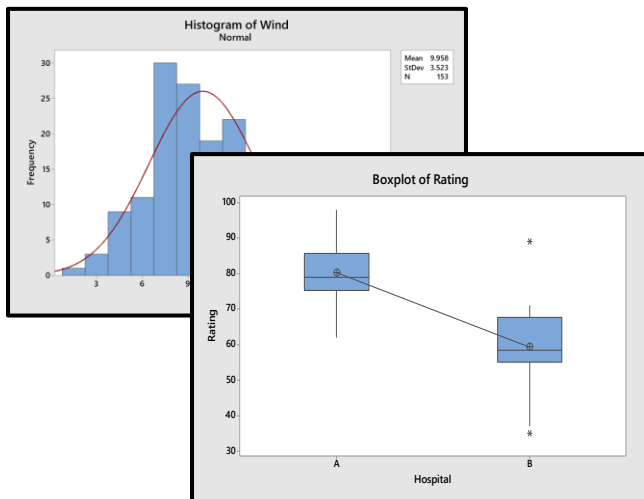 Histogram of Wind
Normal
Mean 9.958
StDev 3.523
N 153
Frequency
30
25
20
15
10
5
0
3
6
9
Boxplot of Rating
Rating
100
90
80
70
60
50
40
30
A
B
Hospital